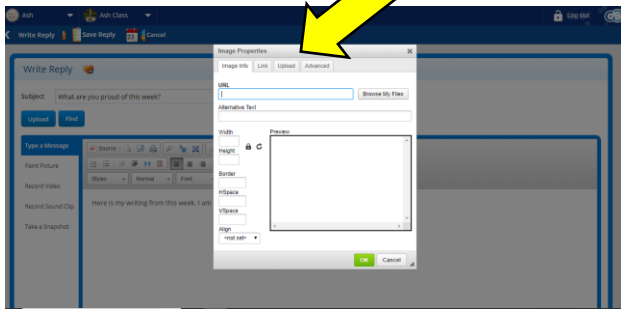 Ash
Ash Class
Log out
Write Reply
Save Reply
Cancel
Write Reply
Subject
What are you proud of this week?
Upload
Find
Type a Message
Paint Picture
Record Video
Record Sound Clip
Take a Snapshot
Source
Styles
Normal
Font
Here is my writing from this week. I am
Image Properties
Image Info
Link
Upload
Advanced
URL
Browse My Files
Alternative Text
Width
Preview
Height
Border
HSpace
VSpace
Align
<not set>
OK
Cancel